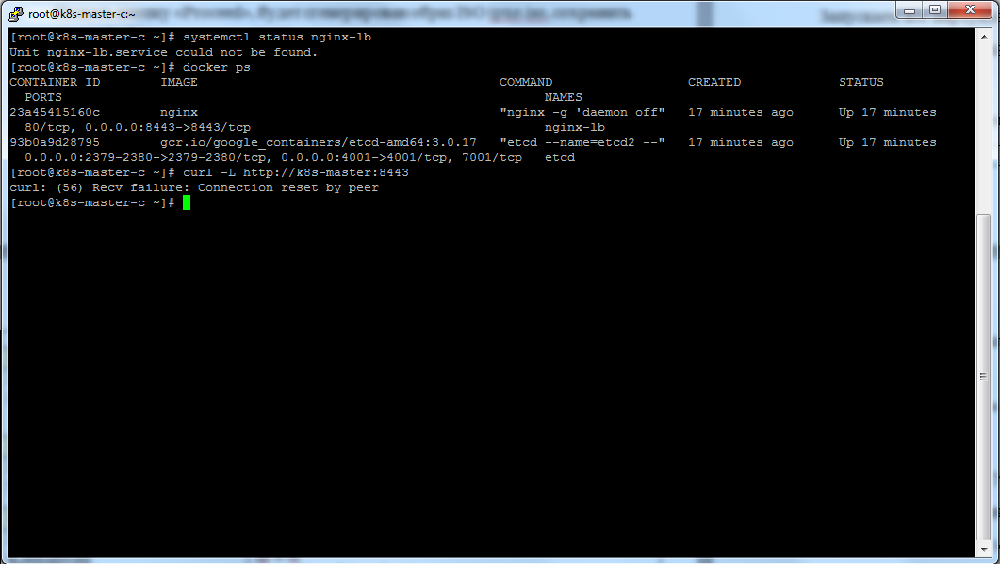 root@k8s-master-c:~
[root@k8s-master-c ~]# systemctl status nginx-lb
Unit nginx-lb.service could not be found.
[root@k8s-master-c ~]# docker ps
CONTAINER ID        IMAGE                                        COMMAND                  CREATED             STATUS
  PORTS                                                                NAMES
23a45415160c        nginx                                        "nginx -g 'daemon off"   17 minutes ago      Up 17 minutes
  80/tcp, 0.0.0.0:8443->8443/tcp                                       nginx-lb
93b0a9d28795        gcr.io/google_containers/etcd-amd64:3.0.17   "etcd --name=etcd2 --"   17 minutes ago      Up 17 minutes
  0.0.0.0:2379-2380->2379-2380/tcp, 0.0.0.0:4001->4001/tcp, 7001/tcp   etcd
[root@k8s-master-c ~]# curl -L http://k8s-master:8443
curl: (56) Recv failure: Connection reset by peer
[root@k8s-master-c ~]#